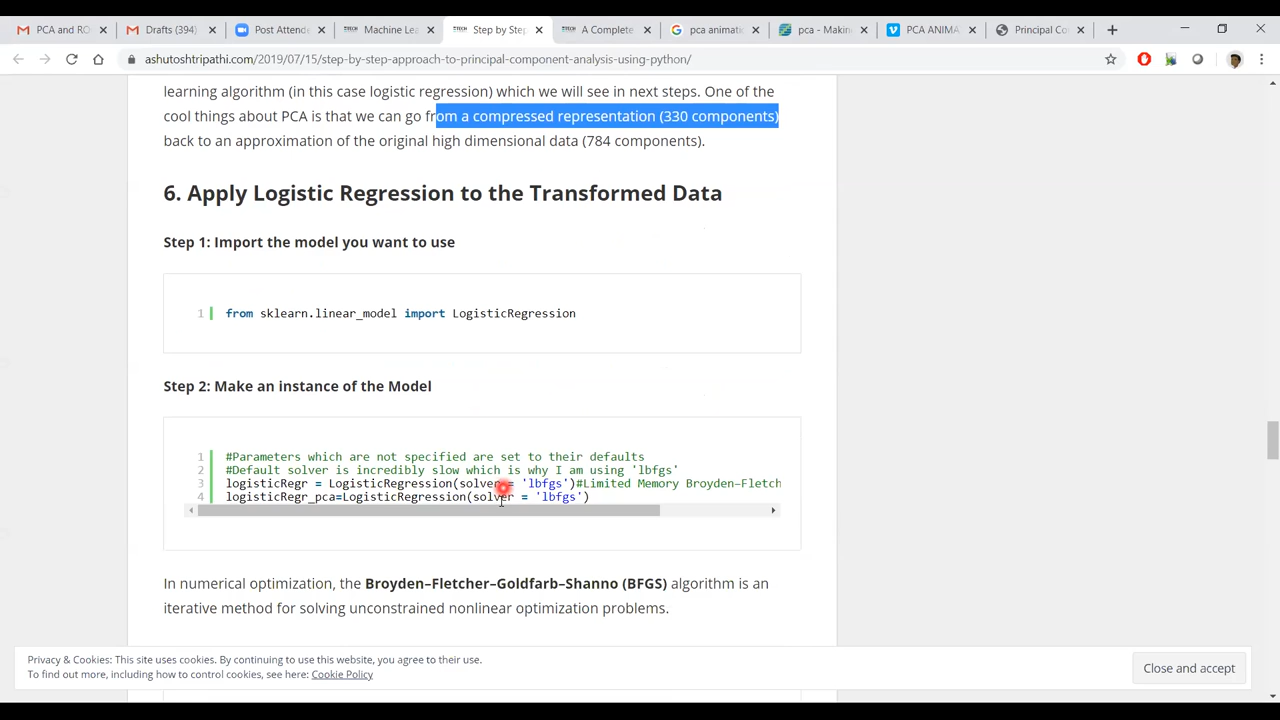 PCA and RO
Drafts (394)
Post Attend
TECH Machine Lea
TECH Step by Ste
TECH A Complete
pca animati
pca - Makin
PCA ANIMA
Principal Co
ashutoshtripathi.com/2019/07/15/step-by-step-approach-to-principal-component-analysis-using-python/
learning algorithm (in this case logistic regression) which we will see in next steps. One of the
cool things about PCA is that we can go from a compressed representation (330 components)
back to an approximation of the original high dimensional data (784 components).
6. Apply Logistic Regression to the Transformed Data
Step 1: Import the model you want to use
1 from sklearn.linear_model import LogisticRegression
Step 2: Make an instance of the Model
1 #Parameters which are not specified are set to their defaults
2 #Default solver is incredibly slow which is why I am using 'lbfgs'
3 logisticRegr = LogisticRegression(solver = 'lbfgs')#Limited Memory Broyden–Fletch
4 logisticRegr_pca=LogisticRegression(solver = 'lbfgs')
In numerical optimization, the Broyden–Fletcher–Goldfarb–Shanno (BFGS) algorithm is an
iterative method for solving unconstrained nonlinear optimization problems.
Privacy & Cookies: This site uses cookies. By continuing to use this website, you agree to their use.
To find out more, including how to control cookies, see here: Cookie Policy
Close and accept